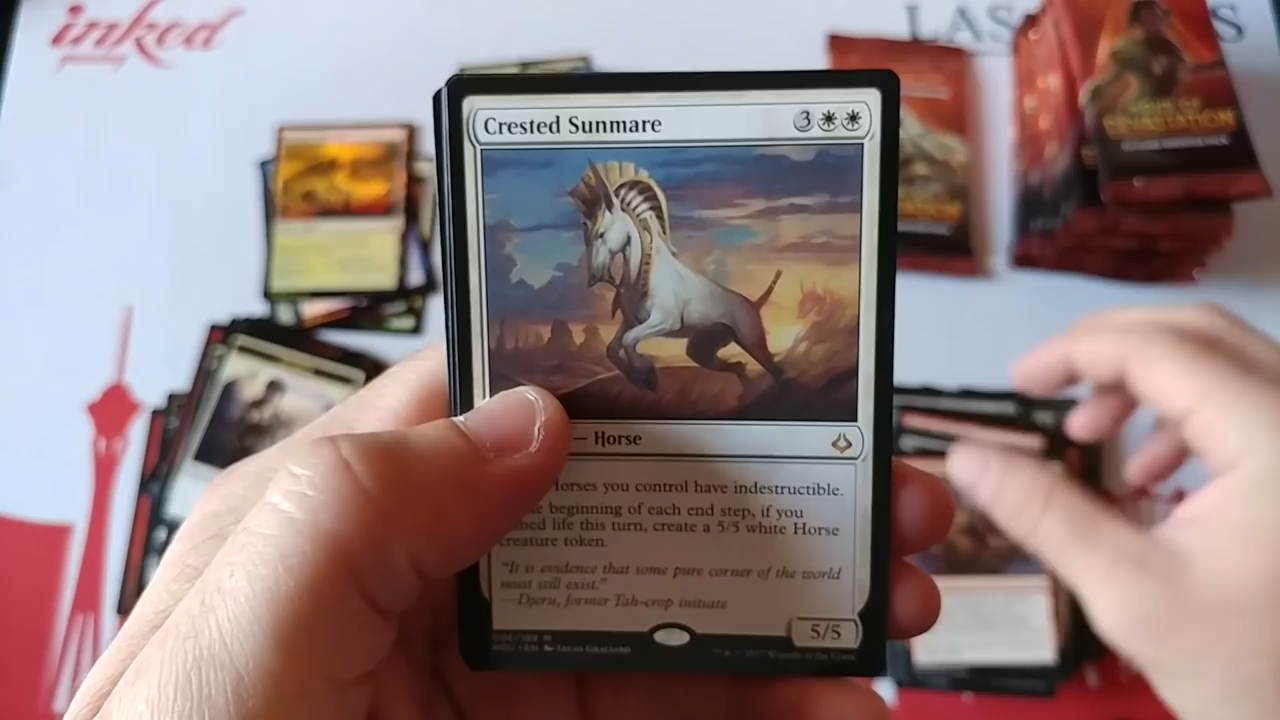 inked
LAS
S
Crested Sunmare
3
DEVASTATION
— Horse
Horses you control have indestructible.
beginning of each end step, if you
life this turn, create a 5/5 white Horse
creature token.
"It is evidence that some pure corner of the world
must still exist."
—Djeru, former Tah-crop initiate
5/5
HOU • EN